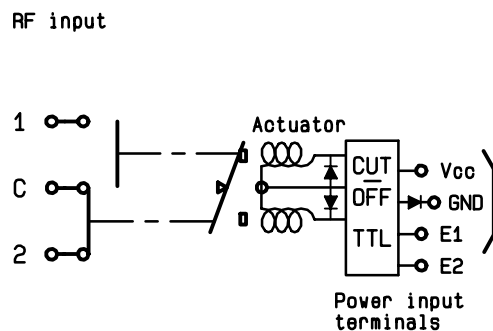 RF input
1
Actuator
CUT
OFF
Vcc
C
GND
TTL
E1
2
E2
Power input
terminals